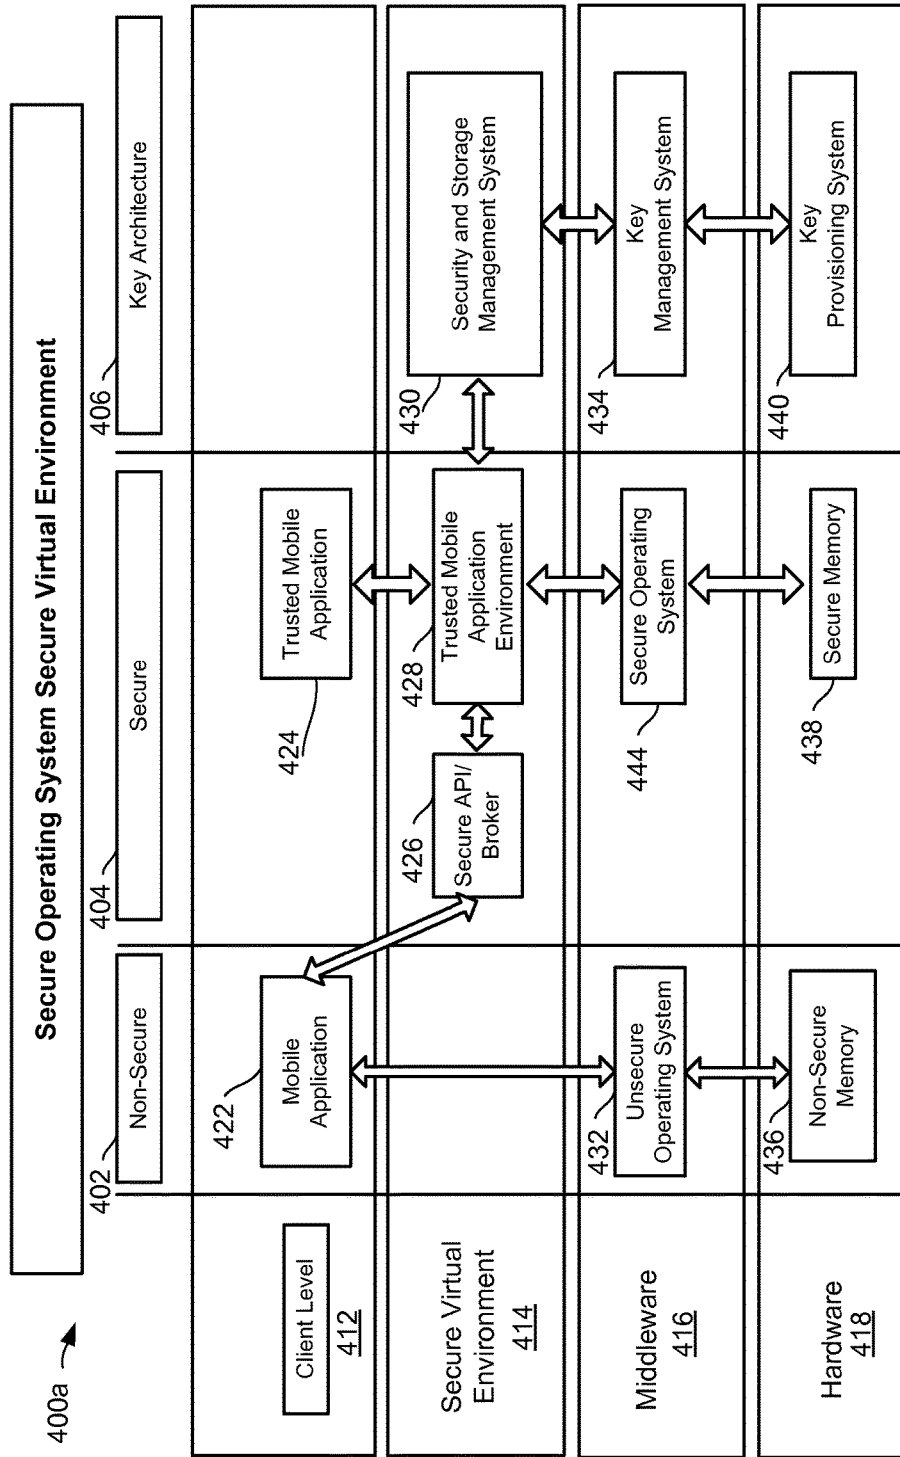 400a
Secure Operating System Secure Virtual Environment
402
Non-Secure
404
Secure
406
Key Architecture
Client Level
412
422
Mobile
Application
424
Trusted Mobile
Application
Secure Virtual
Environment
414
426
Secure API/
Broker
428
Trusted Mobile
Application
Environment
430
Security and Storage
Management System
Middleware
416
432
Unsecure
Operating System
444
Secure Operating
System
434
Key
Management System
Hardware
418
436
Non-Secure
Memory
438
Secure Memory
440
Key
Provisioning System